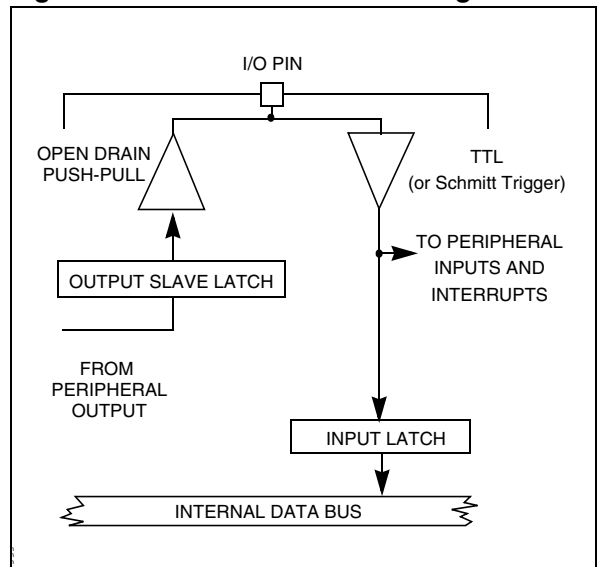 I/O PIN
OPEN DRAIN
PUSH-PULL
TTL
(or Schmitt Trigger)
TO PERIPHERAL
INPUTS AND
INTERRUPTS
OUTPUT SLAVE LATCH
FROM
PERIPHERAL
OUTPUT
INPUT LATCH
INTERNAL DATA BUS